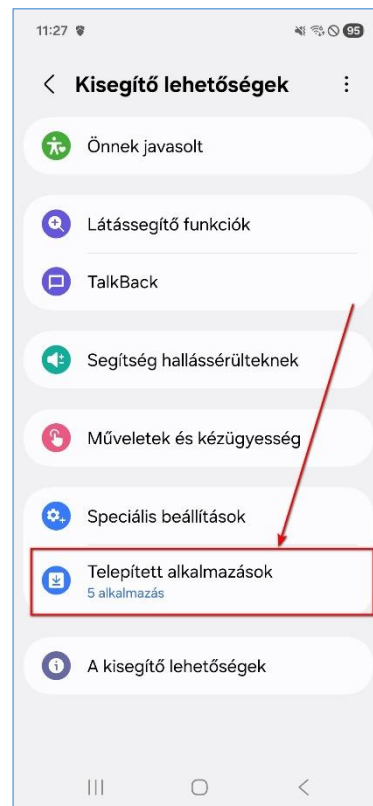 11:27
95
Kisegítő lehetőségek
Önnek javasolt
Látássegítő funkciók
TalkBack
Segítség hallássérülteknek
Műveletek és kézügyesség
Speciális beállítások
Telepített alkalmazások
5 alkalmazás
A kisegítő lehetőségek